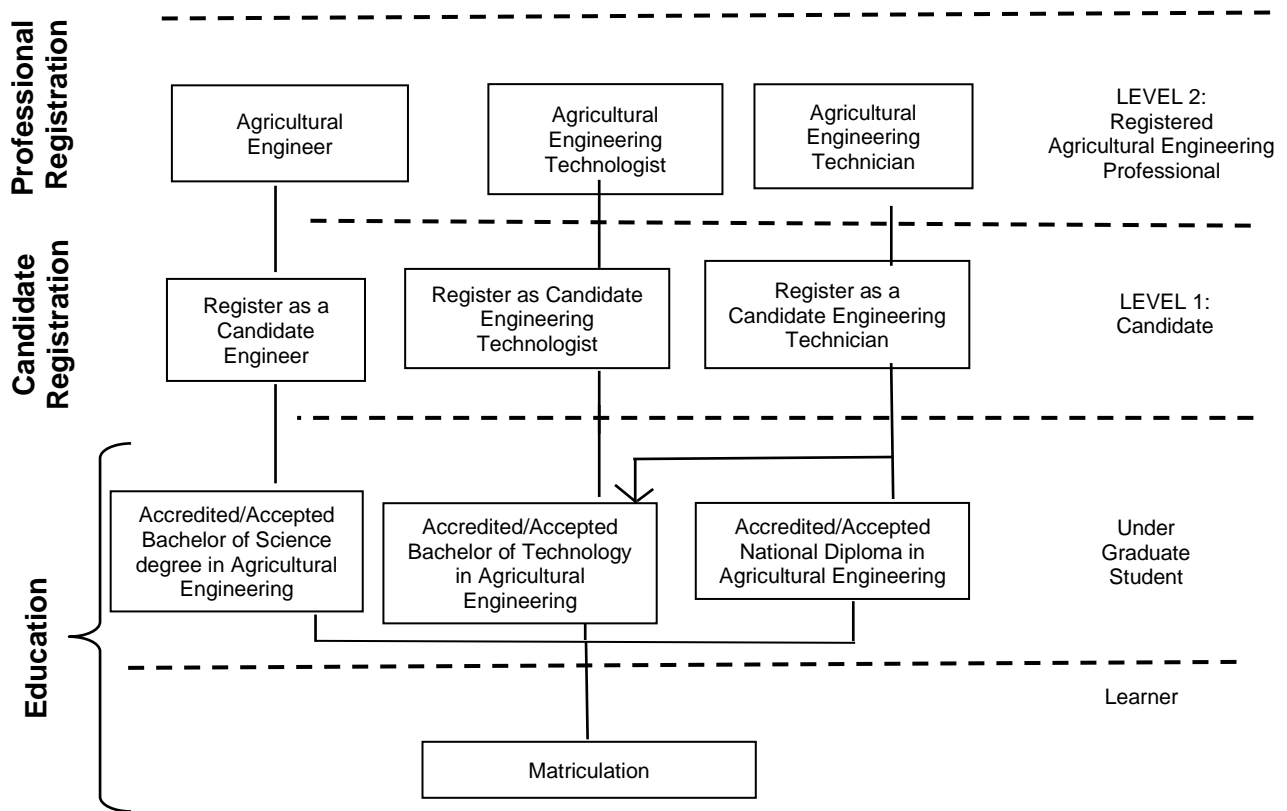 Professional
Registration
Agricultural
Engineer
Agricultural
Engineering
Technologist
Agricultural
Engineering
Technician
LEVEL 2:
Registered
Agricultural Engineering
Professional
Candidate
Registration
Register as a
Candidate
Engineer
Register as Candidate
Engineering
Technologist
Register as a
Candidate Engineering
Technician
LEVEL 1:
Candidate
Education
Accredited/Accepted
Bachelor of Science
degree in Agricultural
Engineering
Accredited/Accepted
Bachelor of Technology
in Agricultural
Engineering
Accredited/Accepted
National Diploma in
Agricultural Engineering
Under
Graduate
Student
Learner
Matriculation